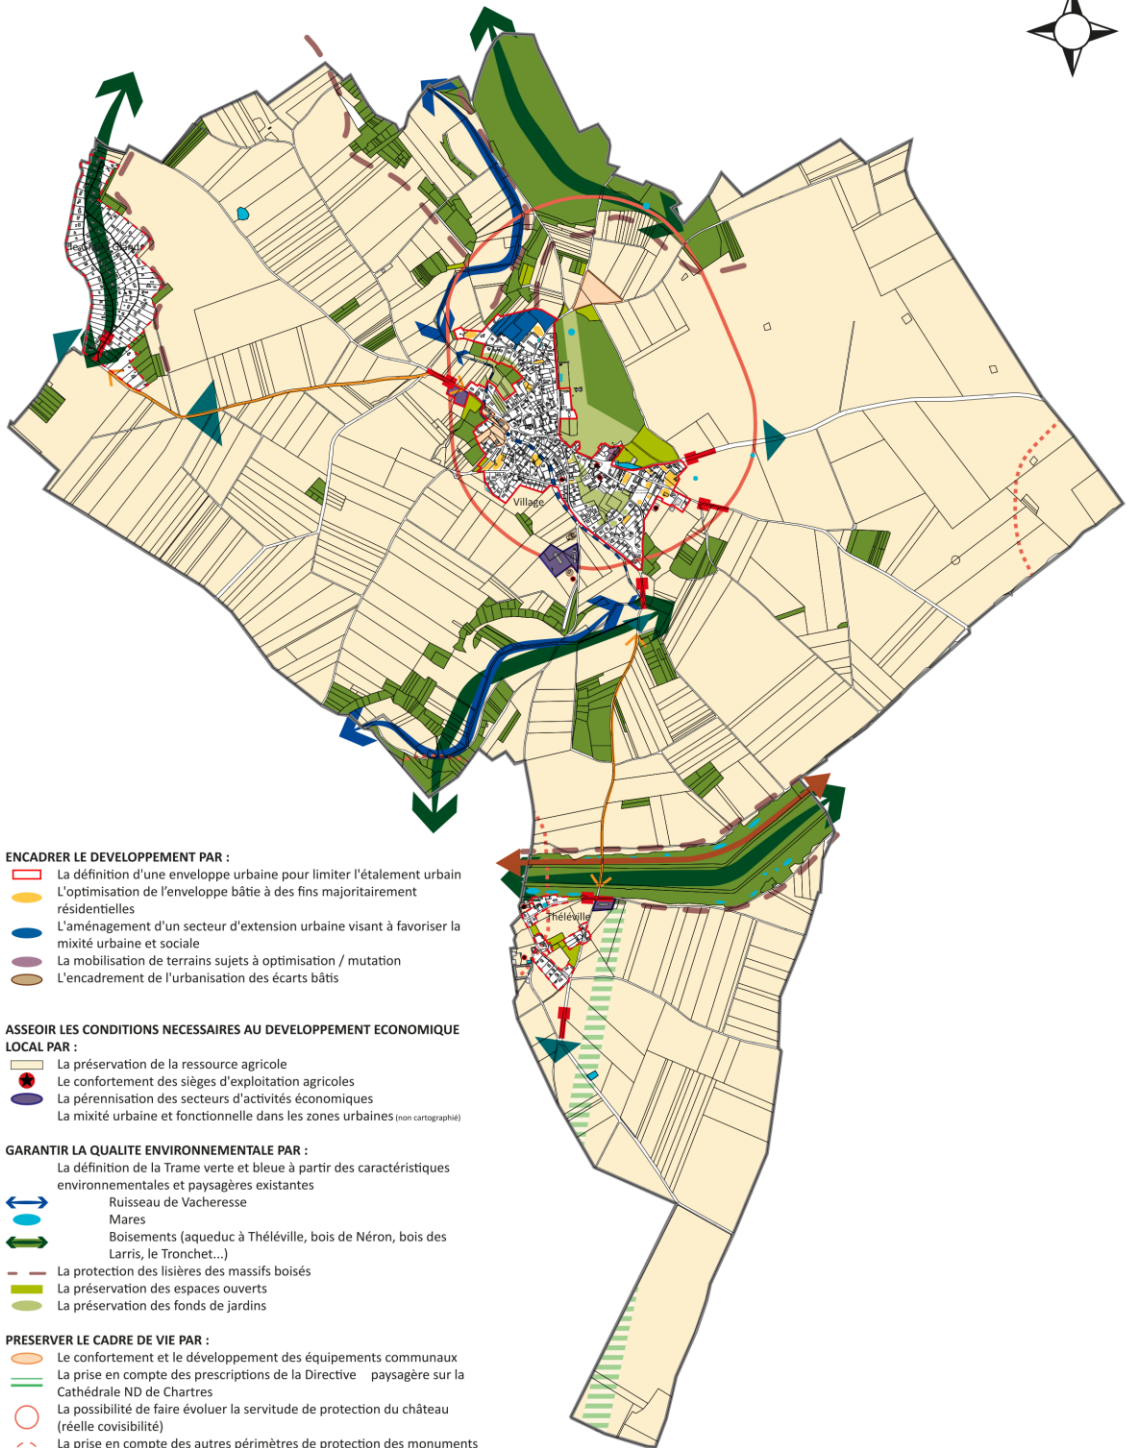 Village
Théléville
ENCADRER LE DEVELOPPEMENT PAR :
La définition d'une enveloppe urbaine pour limiter l'étalement urbain
L'optimisation de l'enveloppe bâtie à des fins majoritairement
résidentielles
L'aménagement d'un secteur d'extension urbaine visant à favoriser la
mixité urbaine et sociale
La mobilisation de terrains sujets à optimisation / mutation
L'encadrement de l'urbanisation des écarts bâtis
ASSEOIR LES CONDITIONS NECESSAIRES AU DEVELOPPEMENT ECONOMIQUE
LOCAL PAR :
La préservation de la ressource agricole
Le confortement des sièges d'exploitation agricoles
La pérennisation des secteurs d'activités économiques
La mixité urbaine et fonctionnelle dans les zones urbaines (non cartographié)
GARANTIR LA QUALITE ENVIRONNEMENTALE PAR :
La définition de la Trame verte et bleue à partir des caractéristiques
environnementales et paysagères existantes
Ruisseau de Vacheresse
Mares
Boisements (aqueduc à Théléville, bois de Néron, bois des
Larris, le Tronchet...)
La protection des lisières des massifs boisés
La préservation des espaces ouverts
La préservation des fonds de jardins
PRESERVER LE CADRE DE VIE PAR :
Le confortement et le développement des équipements communaux
La prise en compte des prescriptions de la Directive paysagère sur la
Cathédrale ND de Chartres
La possibilité de faire évoluer la servitude de protection du château
(réelle covisibilité)
La prise en compte des autres périmètres de protection des monuments